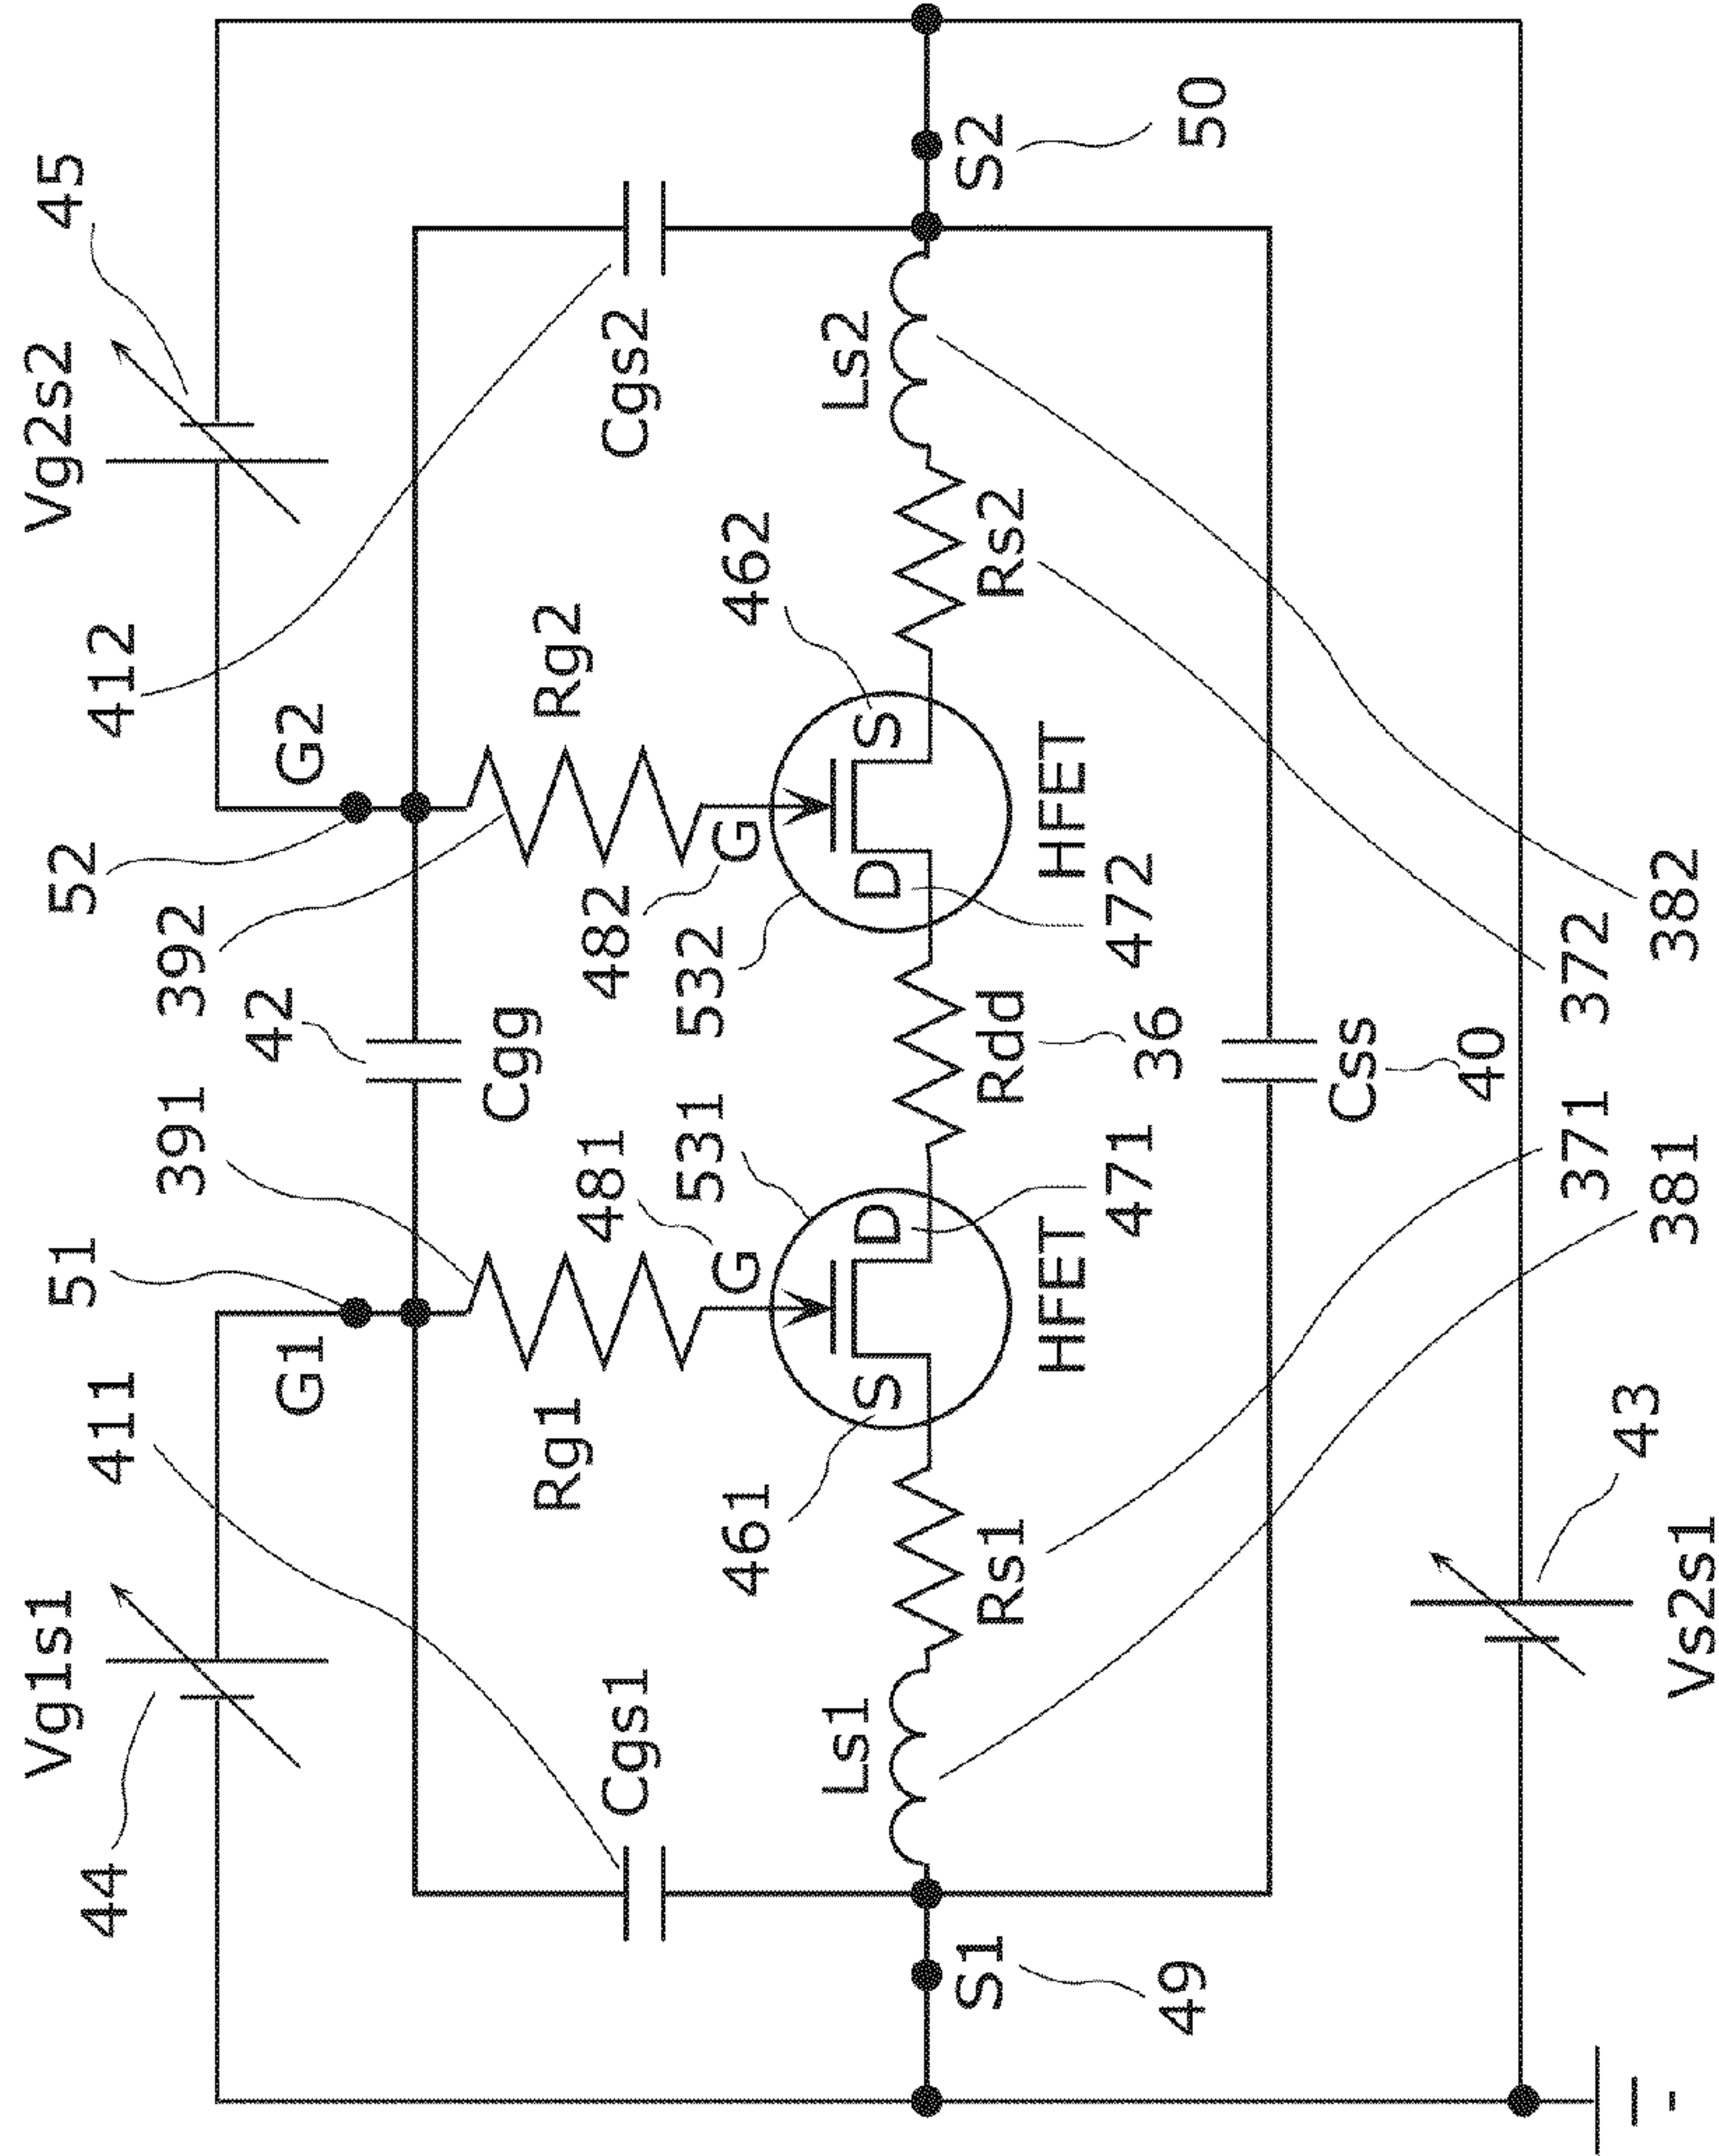 Vg1s1
Vg2s2
51
52
45
44
411
412
391
392
42
G1
G2
Cgg
Rg1
Rg2
481
482
Cgs1
Cgs2
531
532
461
G
G
462
Ls1
Ls2
S
D
D
S
S1
Rs1
Rdd
Rs2
S2
HFET
HFET
471
472
36
49
50
Css
40
371
372
43
381
382
Vs2s1